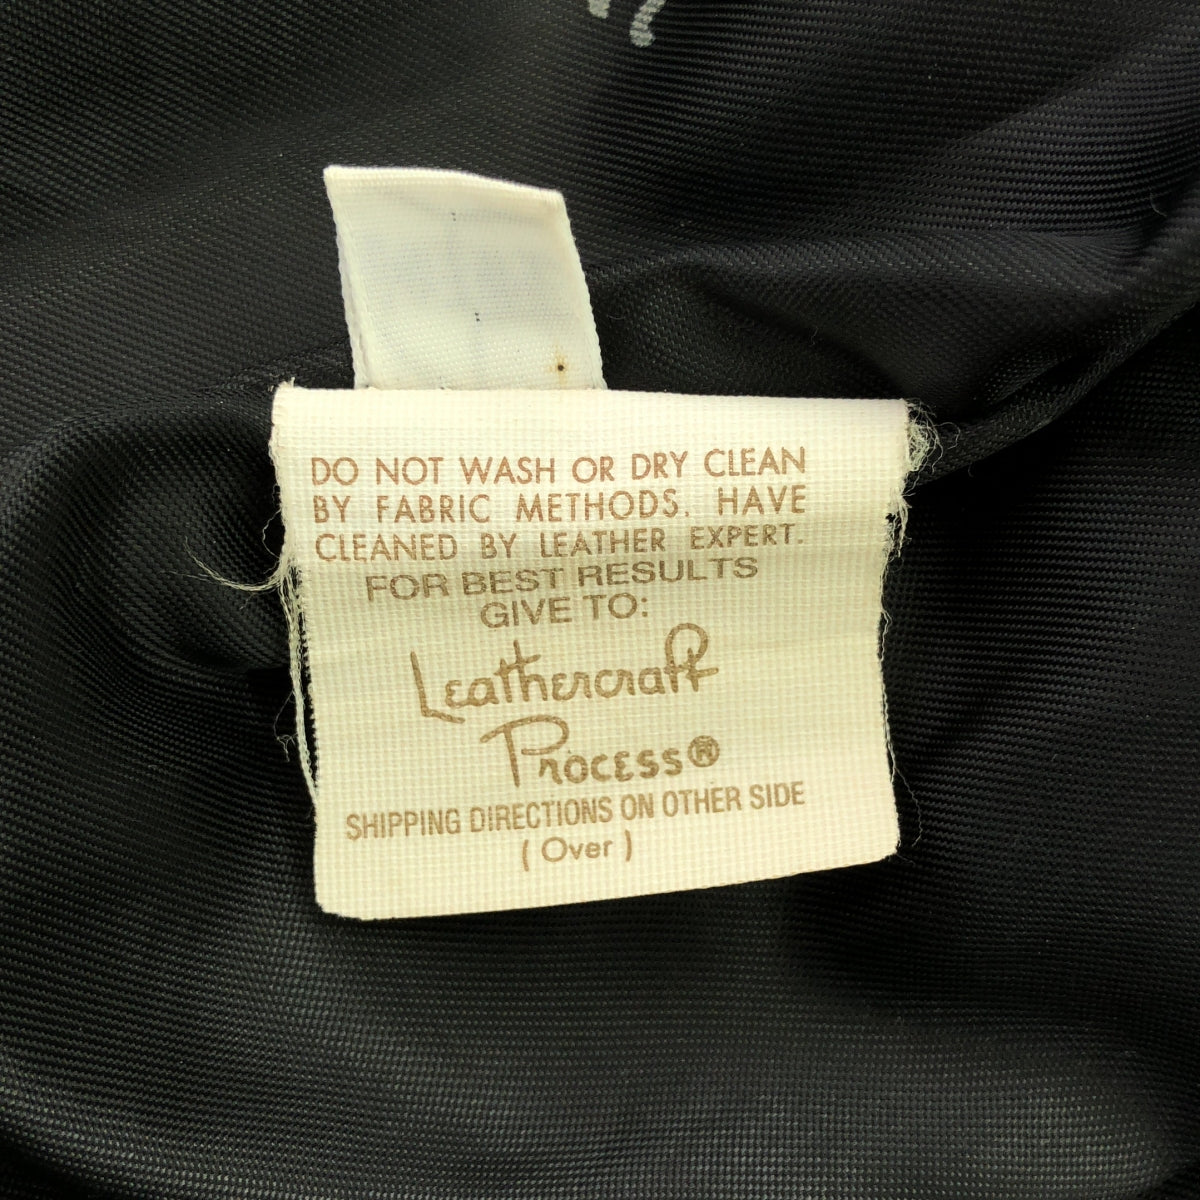 DO NOT WASH OR DRY CLEAN
BY FABRIC METHODS. HAVE
CLEANED BY LEATHER EXPERT.
FOR BEST RESULTS
GIVE TO:
Leathercraft
Process®
SHIPPING DIRECTIONS ON OTHER SIDE
( Over )